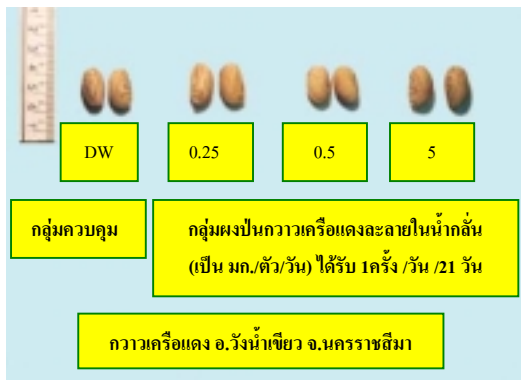 DW 0.25 0.5 5
กลุ่มควบคุม
กลุ่มผงป่นกวาวเครือแดงละลายในน้ำกลั่น
(เป็น มก./ตัว/วัน) ได้รับ 1ครั้ง /วัน /21 วัน
กวาวเครือแดง อ.วังน้ำเขียว จ.นครราชสีมา